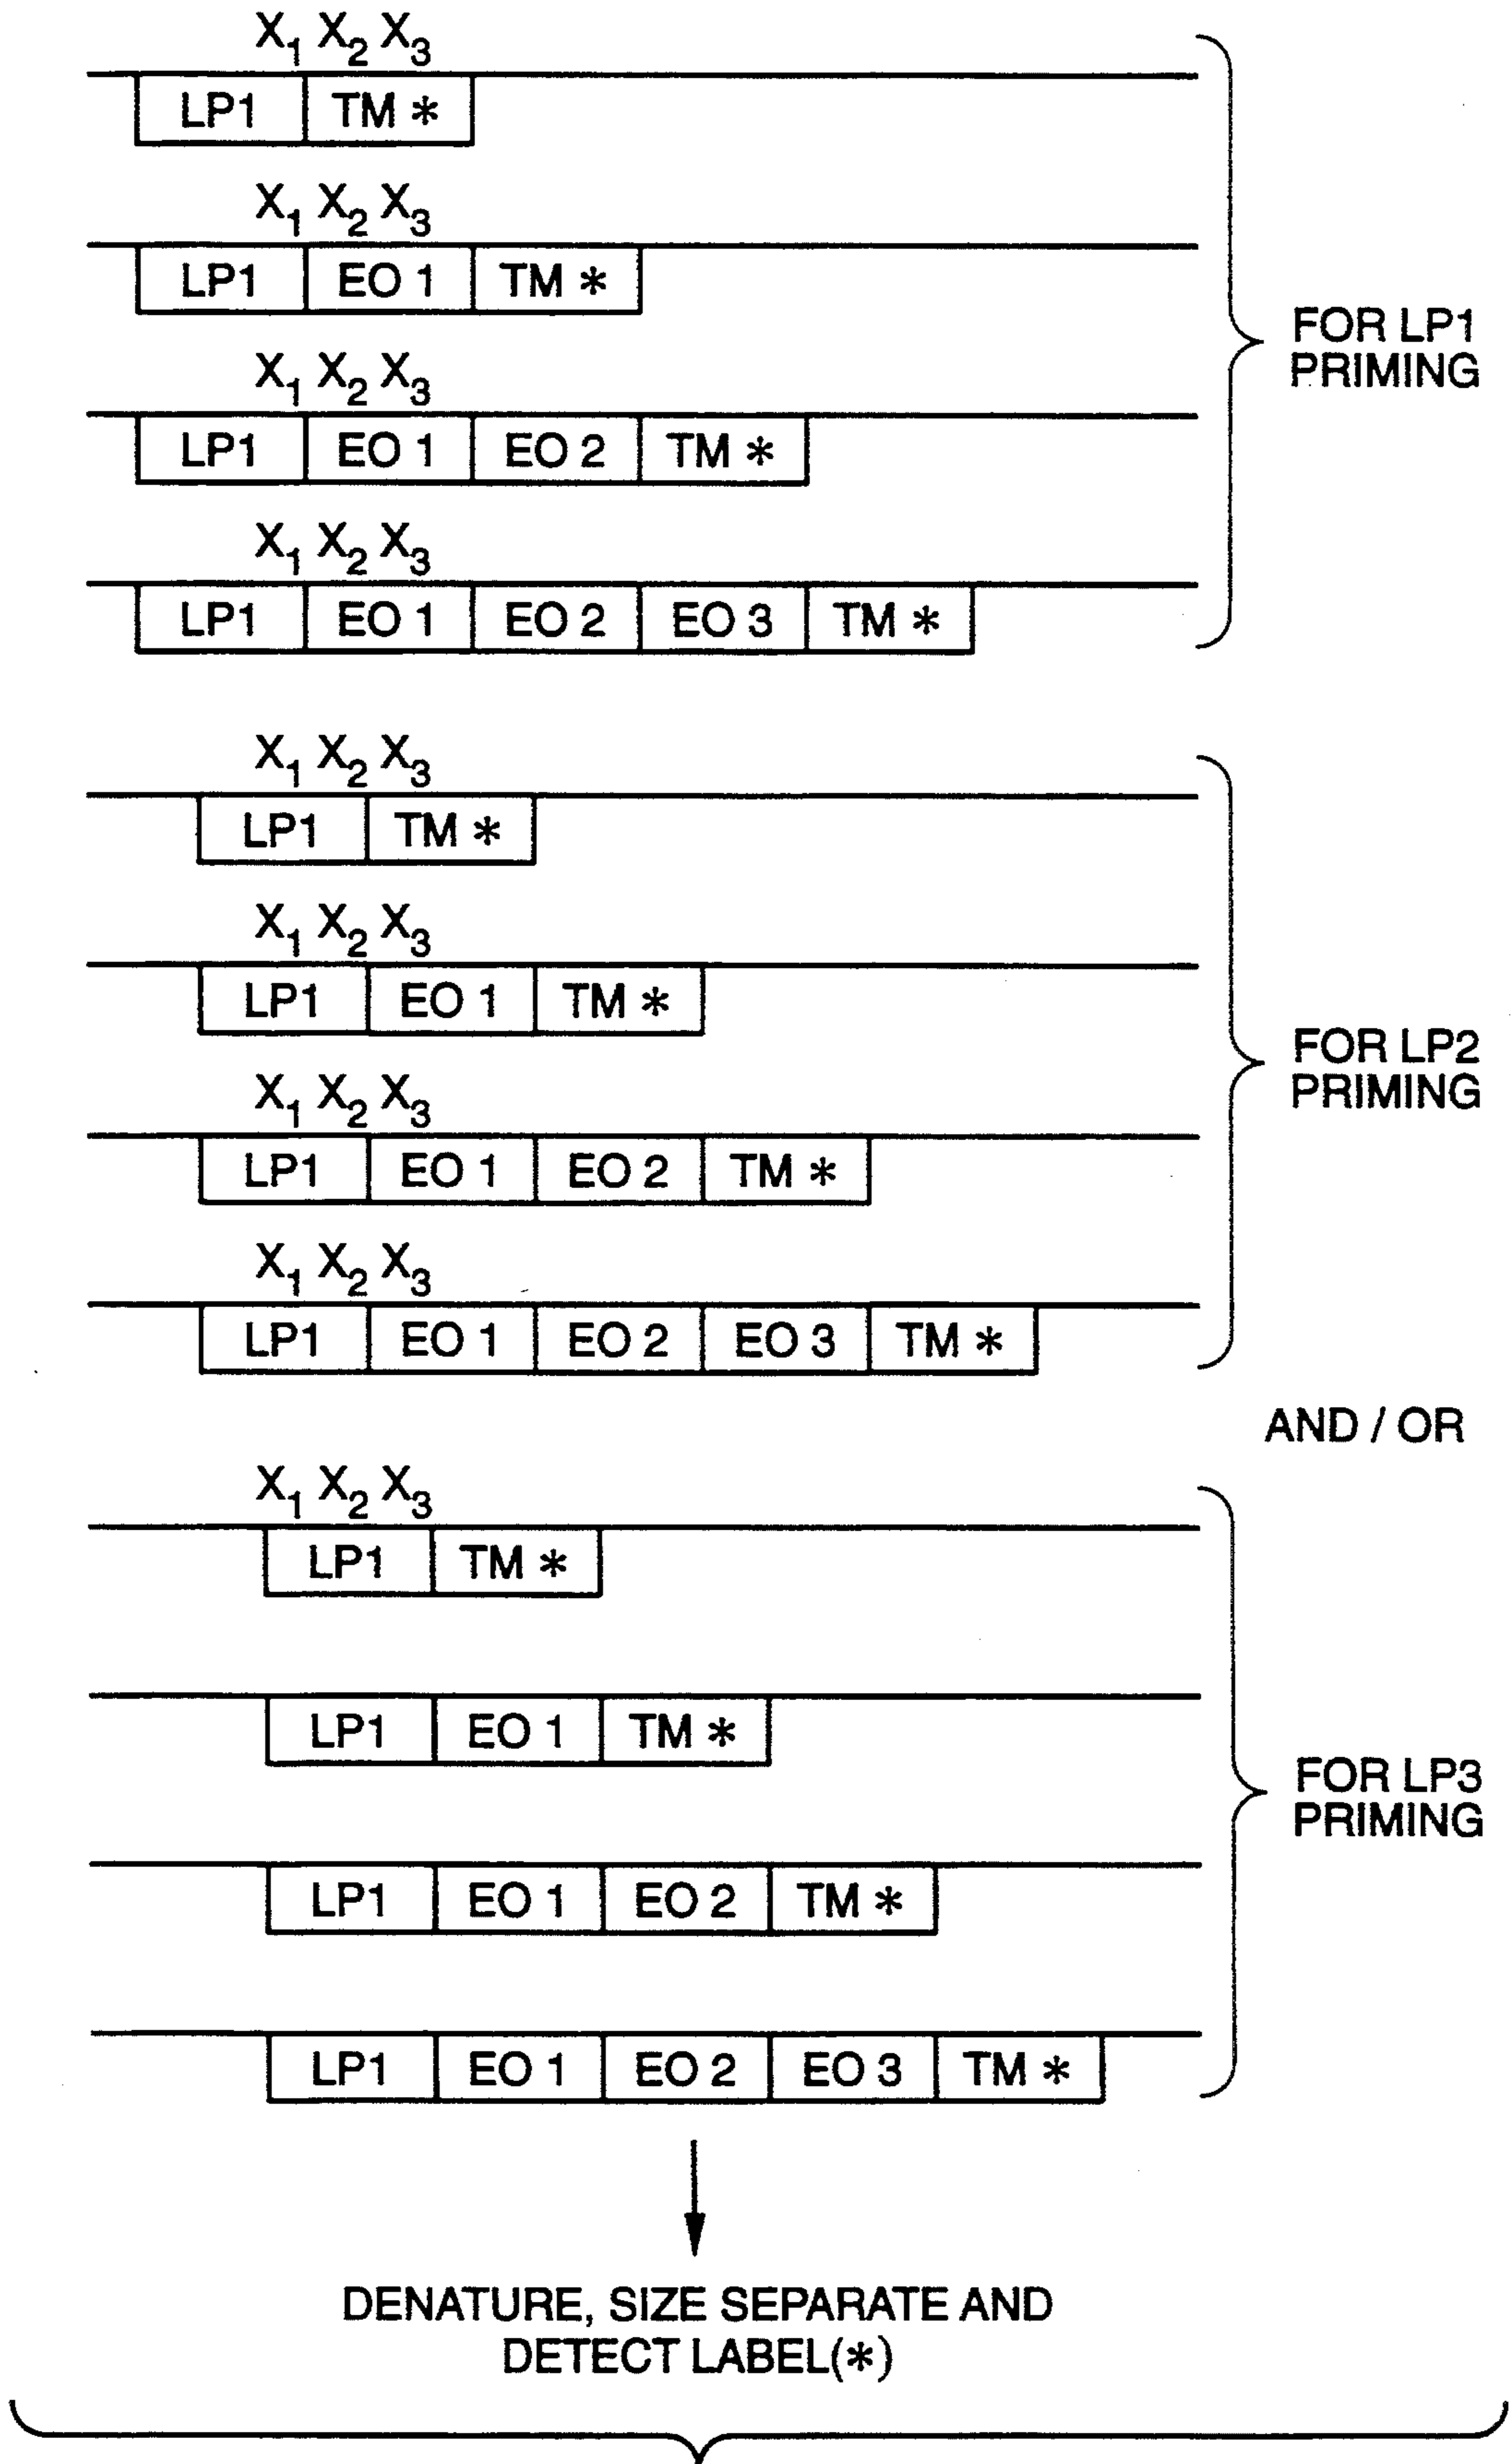 X1 X2 X3
LP1 TM *
X1 X2 X3
LP1 EO 1 TM *
FOR LP1
PRIMING
X1 X2 X3
LP1 EO 1 EO 2 TM *
X1 X2 X3
LP1 EO 1 EO 2 EO 3 TM *
X1 X2 X3
LP1 TM *
X1 X2 X3
LP1 EO 1 TM *
FOR LP2
PRIMING
X1 X2 X3
LP1 EO 1 EO 2 TM *
X1 X2 X3
LP1 EO 1 EO 2 EO 3 TM *
AND / OR
X1 X2 X3
LP1 TM *
LP1 EO 1 TM *
FOR LP3
PRIMING
LP1 EO 1 EO 2 TM *
LP1 EO 1 EO 2 EO 3 TM *
DENATURE, SIZE SEPARATE AND
DETECT LABEL(*)